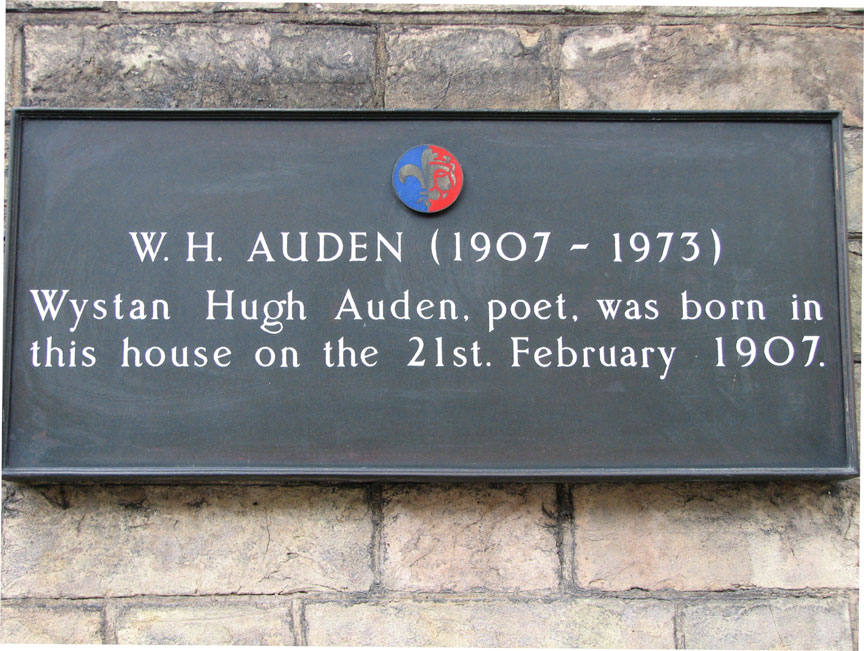 W. H. AUDEN (1907 - 1973)
Wystan Hugh Auden, poet, was born in
this house on the 21st. February 1907.